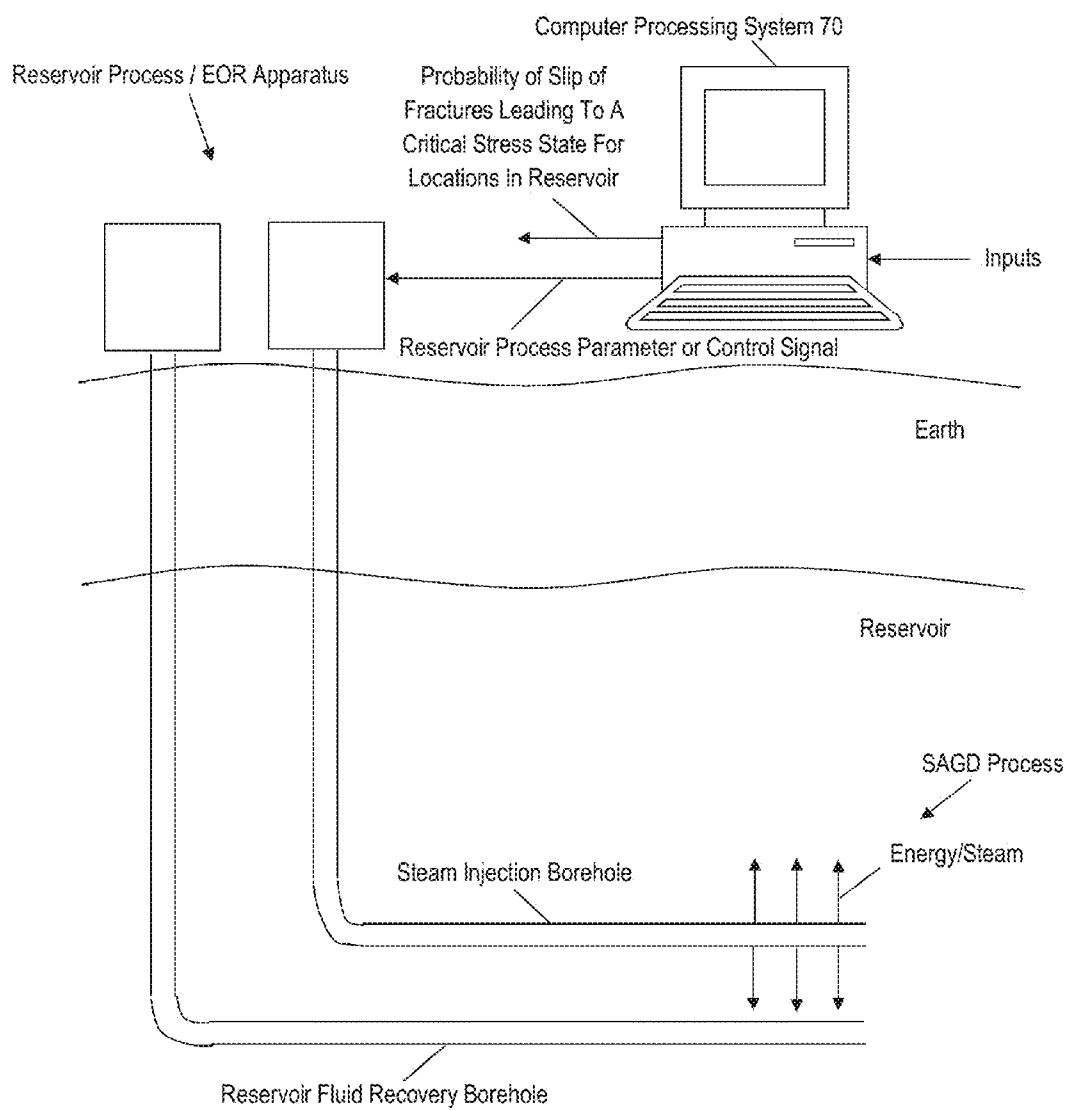 Computer Processing System 70
Reservoir Process / EOR Apparatus
Probability of Slip of
Fractures Leading To A
Critical Stress State For
Locations In Reservoir
Inputs
Reservoir Process Parameter or Control Signal
Earth
Reservoir
SAGD Process
Energy/Steam
Steam Injection Borehole
Reservoir Fluid Recovery Borehole